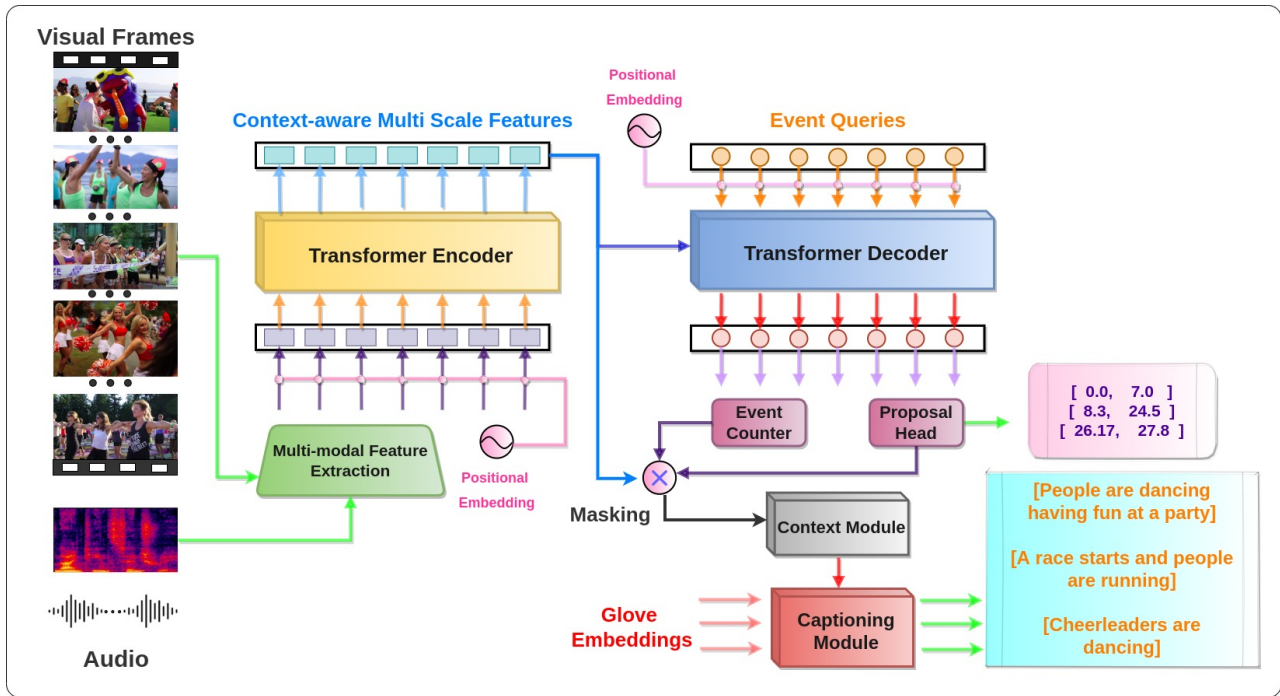 Visual Frames
Audio
Context-aware Multi Scale Features
Transformer Encoder
Multi-modal Feature
Extraction
Positional
Embedding
Positional
Embedding
Event Queries
Transformer Decoder
Event
Counter
Proposal
Head
[ 0.0, 7.0 ]
[ 8.3, 24.5 ]
[ 26.17, 27.8 ]
Masking
Context Module
Glove
Embeddings
Captioning
Module
[People are dancing
having fun at a party]
[A race starts and people
are running]
[Cheerleaders are
dancing]